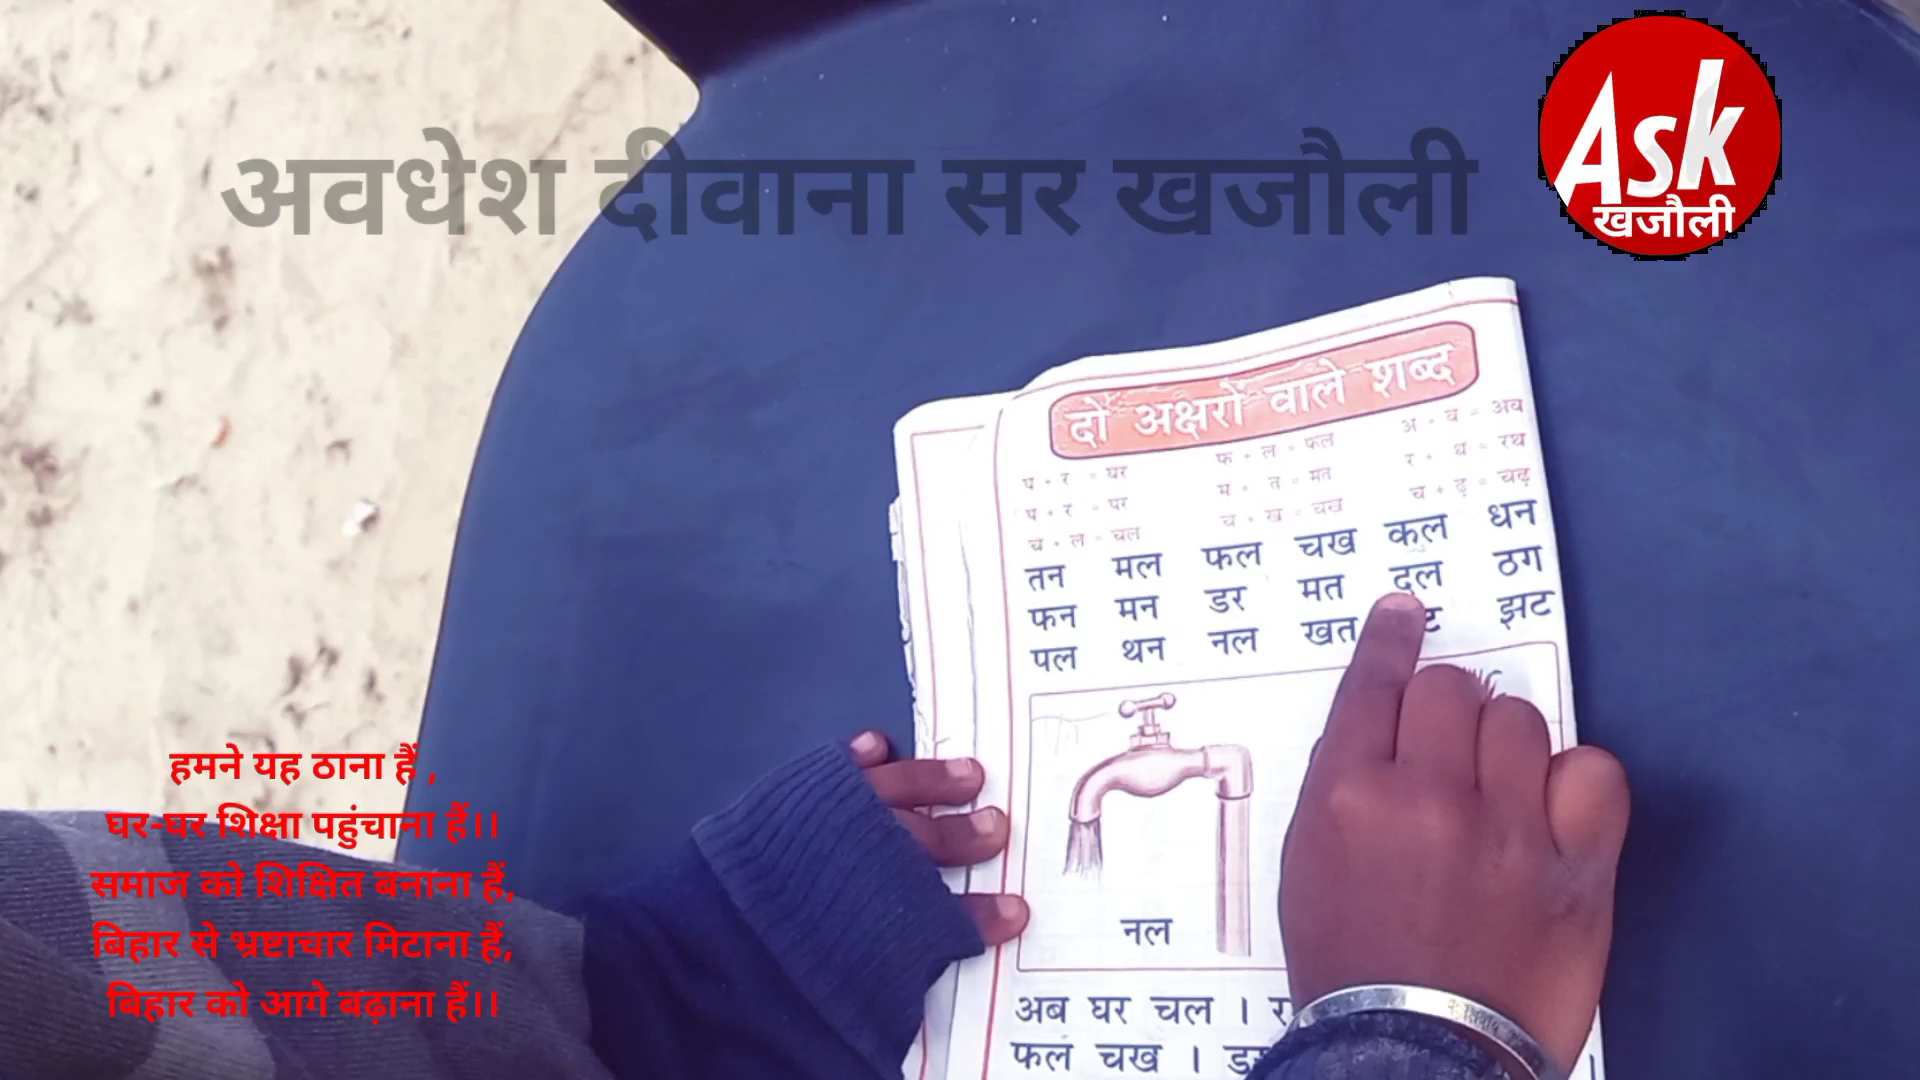 अवधेश दीवाना सर खजौली
Ask
खजौली
दो अक्षरों वाले शब्द
घ + र = घर फ + ल = फल अ + ब = अब
प + र = पर म + त = मत र + थ = रथ
च + ल = चल च + ख = चख च + ढ़ = चढ़
तन मल फल चख कल धन
फन मन डर मत दल ठग
पल थन नल खत झट
नल
अब घर चल ।
फल चख ।
हमने यह ठाना हैं ,
घर-घर शिक्षा पहुंचाना हैं।।
समाज को शिक्षित बनाना हैं,
बिहार से भ्रष्टाचार मिटाना हैं,
बिहार को आगे बढ़ाना हैं।।